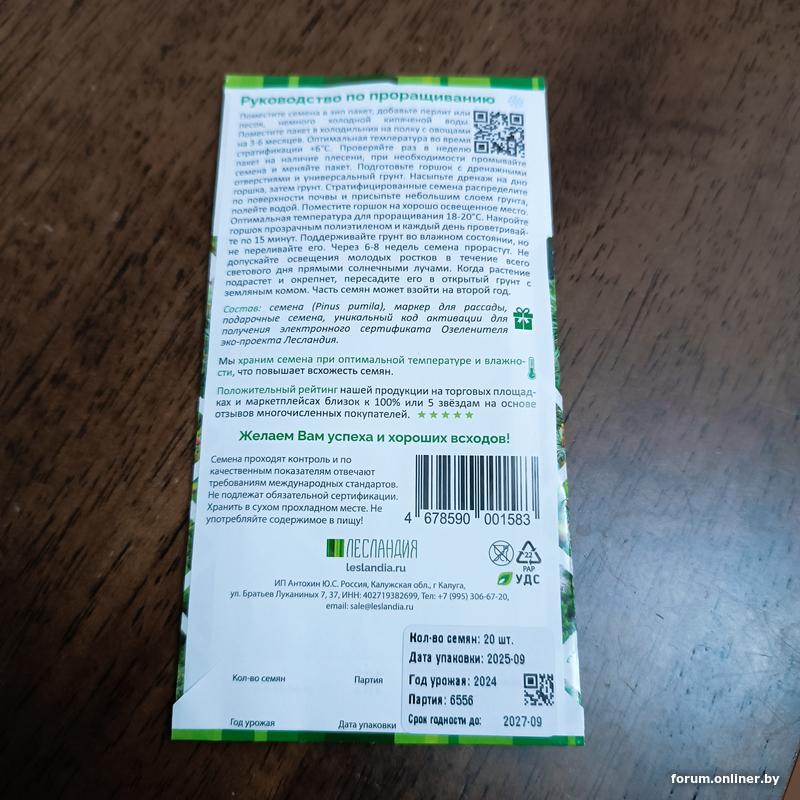 Руководство по проращиванию
Поместите семена в зип пакет, добавьте перлит или
песок, немного холодной кипяченой воды.
Поместите пакет в холодильник на полку с овощами
на 3-6 месяцев. Оптимальная температура во время
стратификации +6°C. Проверяйте раз в неделю
пакет на наличие плесени, при необходимости промывайте
семена и меняйте пакет. Подготовьте горшок с дренажными
отверстиями и универсальный грунт. Насыпьте дренаж на дно
горшка, затем грунт. Стратифицированные семена распределите
по поверхности почвы и присыпьте небольшим слоем грунта,
полейте водой. Поместите горшок на хорошо освещенное место.
Оптимальная температура для проращивания 18-20°C. Накройте
горшок прозрачным полиэтиленом и каждый день проветривай-
те по 15 минут. Поддерживайте грунт во влажном состоянии, но
не переливайте его. Через 6-8 недель семена прорастут. Не
допускайте освещения молодых ростков в течение всего
светового дня прямыми солнечными лучами. Когда растение
подрастет и окрепнет, пересадите его в открытый грунт с
земляным комом. Часть семян может взойти на второй год.
Состав: семена (Pinus pumila), маркер для рассады,
подарочные семена, уникальный код активации для
получения электронного сертификата Озеленителя
эко-проекта Лесландия.
Мы храним семена при оптимальной температуре и влажно-
сти, что повышает всхожесть семян.
Положительный рейтинг нашей продукции на торговых площад-
ках и маркетплейсах близок к 100% или 5 звёздам на основе
отзывов многочисленных покупателей.
Желаем Вам успеха и хороших всходов!
Семена проходят контроль и по
качественным показателям отвечают
требованиям международных стандартов.
Не подлежат обязательной сертификации.
Хранить в сухом прохладном месте. Не
употребляйте содержимое в пищу!
4 678590 001583
ЛЕСЛАНДИЯ
leslandia.ru
22
PAP
УДС
ИП Антохин Ю.С. Россия, Калужская обл., г Калуга,
ул. Братьев Луканиных 7, 37, ИНН: 402719382699, Тел: +7 (995) 306-67-20,
email: sale@leslandia.ru
Кол-во семян: 20 шт.
Дата упаковки: 2025-09
Год урожая: 2024
Партия: 6556
Срок годности до: 2027-09
Кол-во семян Партия
Год урожая Дата упаковки
forum.onliner.by